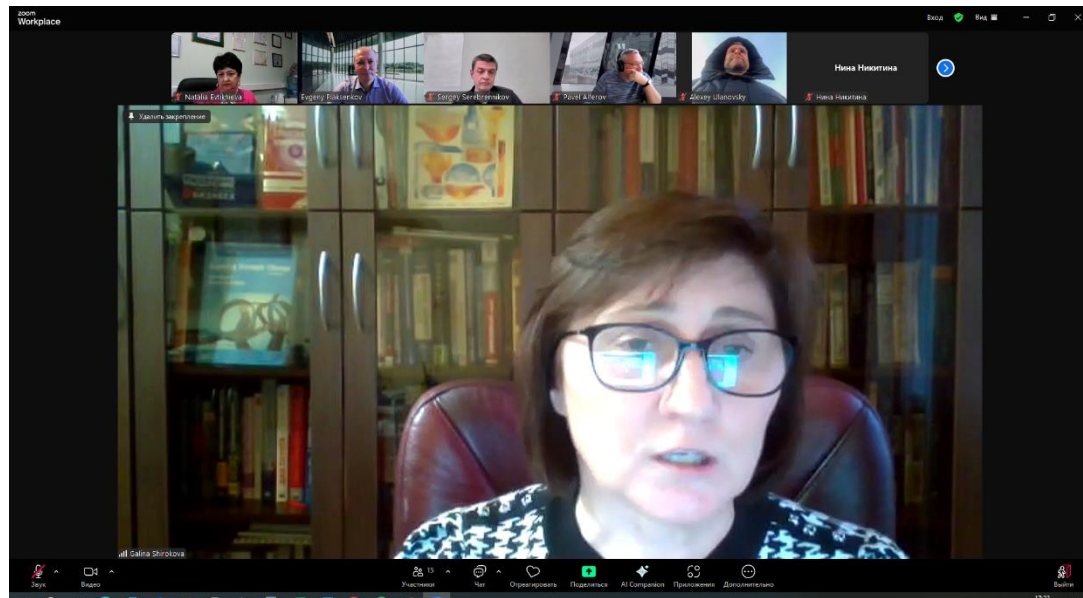 zoom
Workplace
Вход
Вид
Natalia Evtikhieva
Evgeny Plaksenkov
Sergey Serebrennikov
Pavel Alferov
Alexey Ulanovsky
Нина Никитина
Нина Никитина
Удалить закрепление
Galina Shirokova
Звук
Видео
Участники
15
Чат
Отреагировать
Поделиться
AI Companion
Приложения
Дополнительно
Выйти